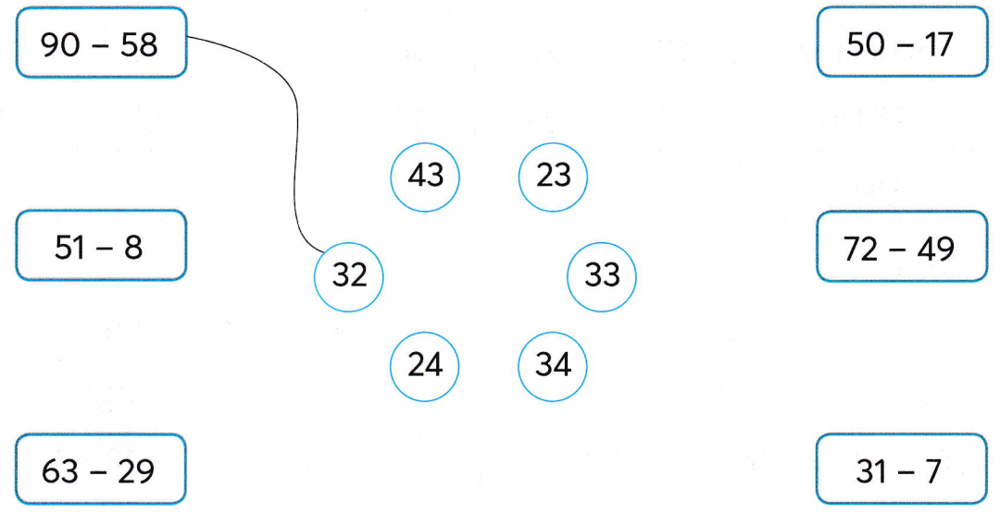 90 – 58
50 – 17
43
23
51 – 8
72 – 49
32
33
24
34
63 – 29
31 – 7